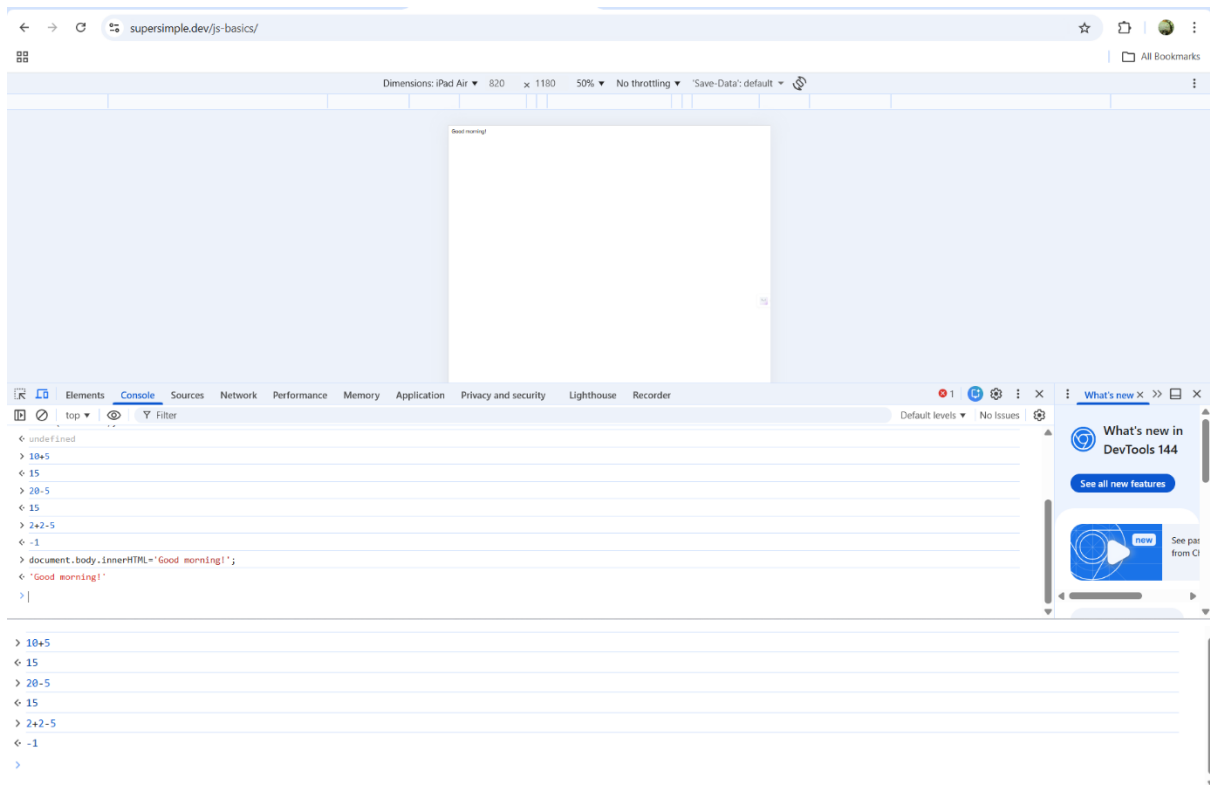 supersimple.dev/js-basics/
All Bookmarks
Dimensions: iPad Air ▼ 820 × 1180 50% ▼ No throttling ▼ 'Save-Data': default
Good morning!
Elements Console Sources Network Performance Memory Application Privacy and security Lighthouse Recorder 1 What's new
top ▼ Filter Default levels ▼ No Issues
undefined
> 10+5
15
> 20-5
15
> 2+2-5
-1
> document.body.innerHTML='Good morning!';
'Good morning!'
>
What's new in
DevTools 144
See all new features
new
See pas
from Ch
> 10+5
15
> 20-5
15
> 2+2-5
-1
>